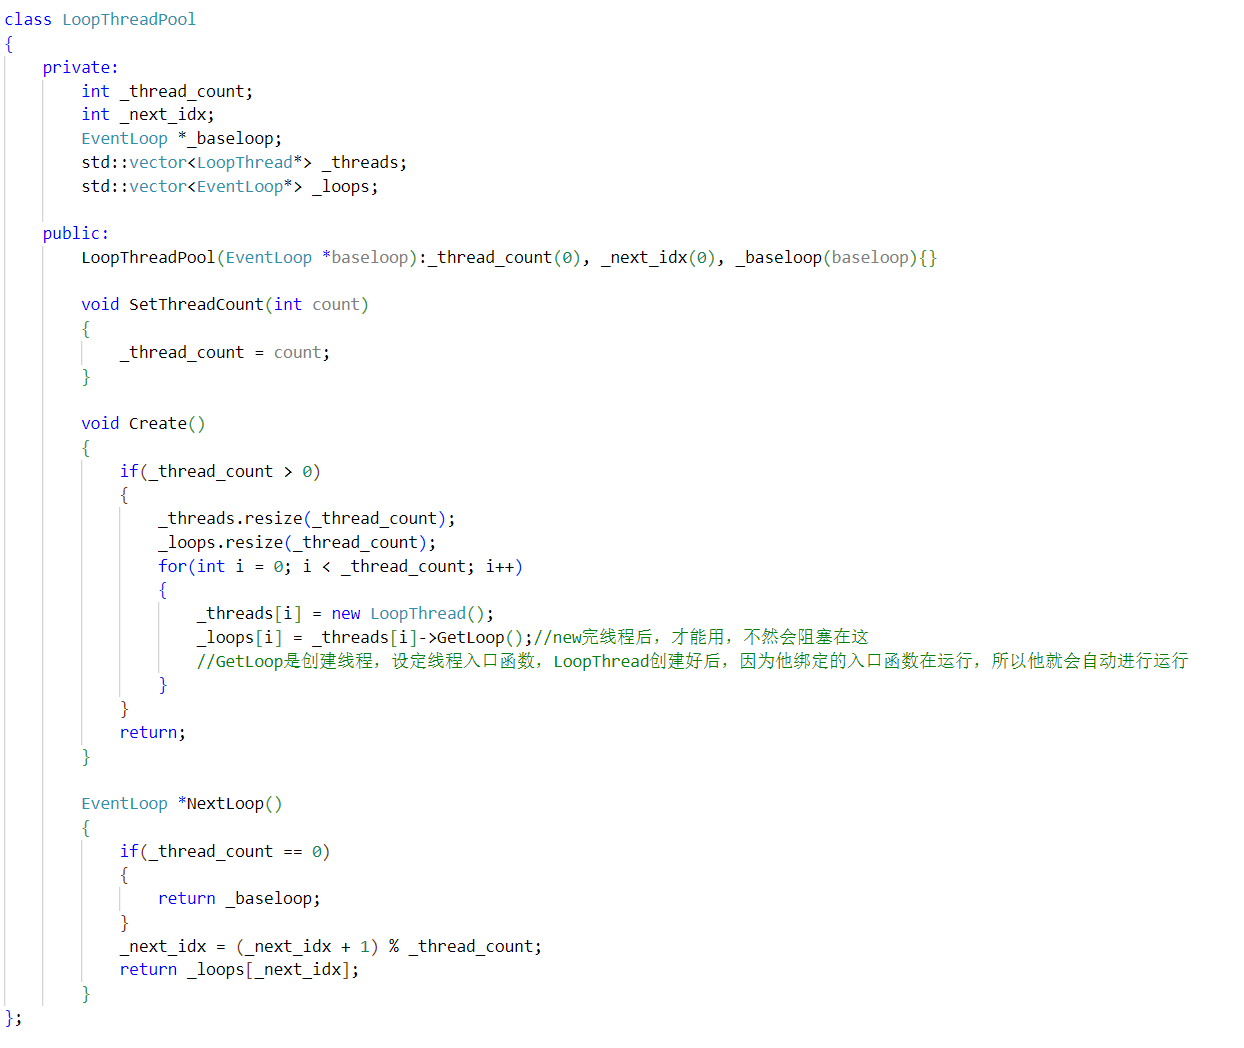 class LoopThreadPool
{
    private:
        int _thread_count;
        int _next_idx;
        EventLoop *_baseloop;
        std::vector<LoopThread*> _threads;
        std::vector<EventLoop*> _loops;

    public:
        LoopThreadPool(EventLoop *baseloop):_thread_count(0), _next_idx(0), _baseloop(baseloop){}

        void SetThreadCount(int count)
        {
            _thread_count = count;
        }

        void Create()
        {
            if(_thread_count > 0)
            {
                _threads.resize(_thread_count);
                _loops.resize(_thread_count);
                for(int i = 0; i < _thread_count; i++)
                {
                    _threads[i] = new LoopThread();
                    _loops[i] = _threads[i]->GetLoop();//new完线程后，才能用，不然会阻塞在这
                    //GetLoop是创建线程，设定线程入口函数，LoopThread创建好后，因为他绑定的入口函数在运行，所以他就会自动进行运行
                }
            }
            return;
        }

        EventLoop *NextLoop()
        {
            if(_thread_count == 0)
            {
                return _baseloop;
            }
            _next_idx = (_next_idx + 1) % _thread_count;
            return _loops[_next_idx];
        }
};